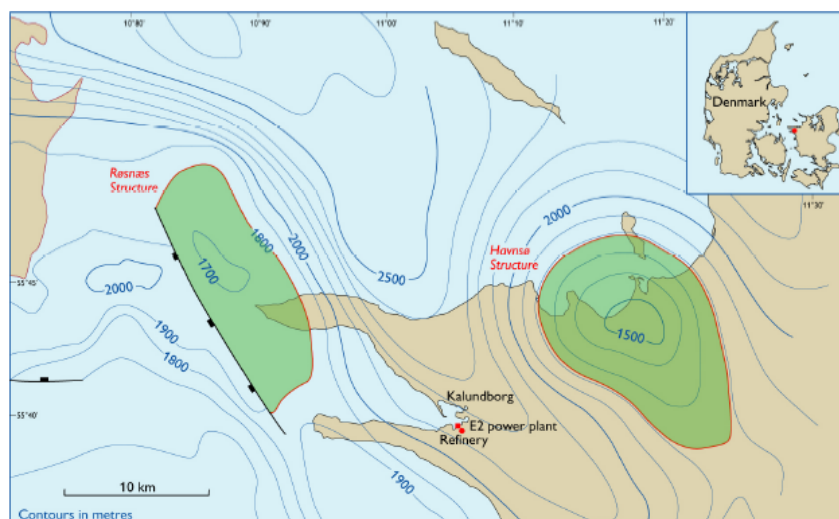 10°80
10°90
11°00
11°10
11°20
Denmark
11°30
Røsnæs
Structure
1800
2000
1700
2000
2500
Havnsø
Structure
2000
55°45
1900
1800
1500
Kalundborg
E2 power plant
Refinery
55°40
1900
10 km
Contours in metres